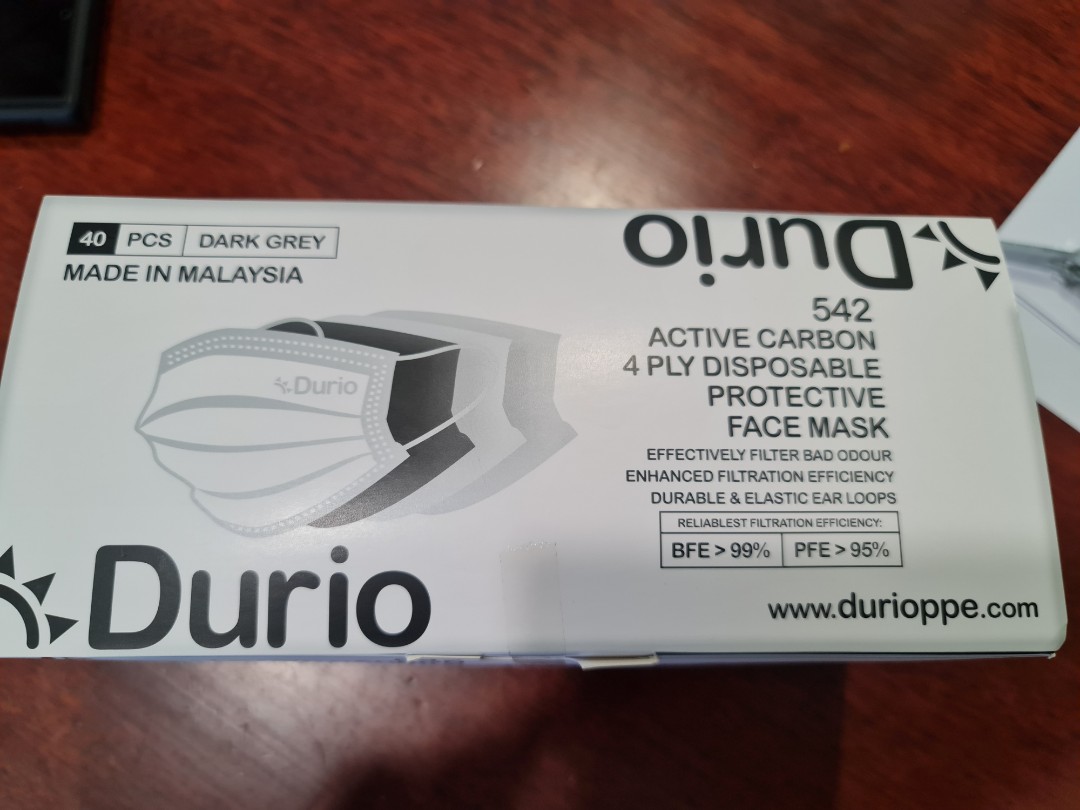 40 PCS DARK GREY
MADE IN MALAYSIA
Durio
542
ACTIVE CARBON
4 PLY DISPOSABLE
PROTECTIVE
FACE MASK
EFFECTIVELY FILTER BAD ODOUR
ENHANCED FILTRATION EFFICIENCY
DURABLE & ELASTIC EAR LOOPS
RELIABLEST FILTRATION EFFICIENCY:
BFE > 99% PFE > 95%
Durio
Durio
www.durioppe.com